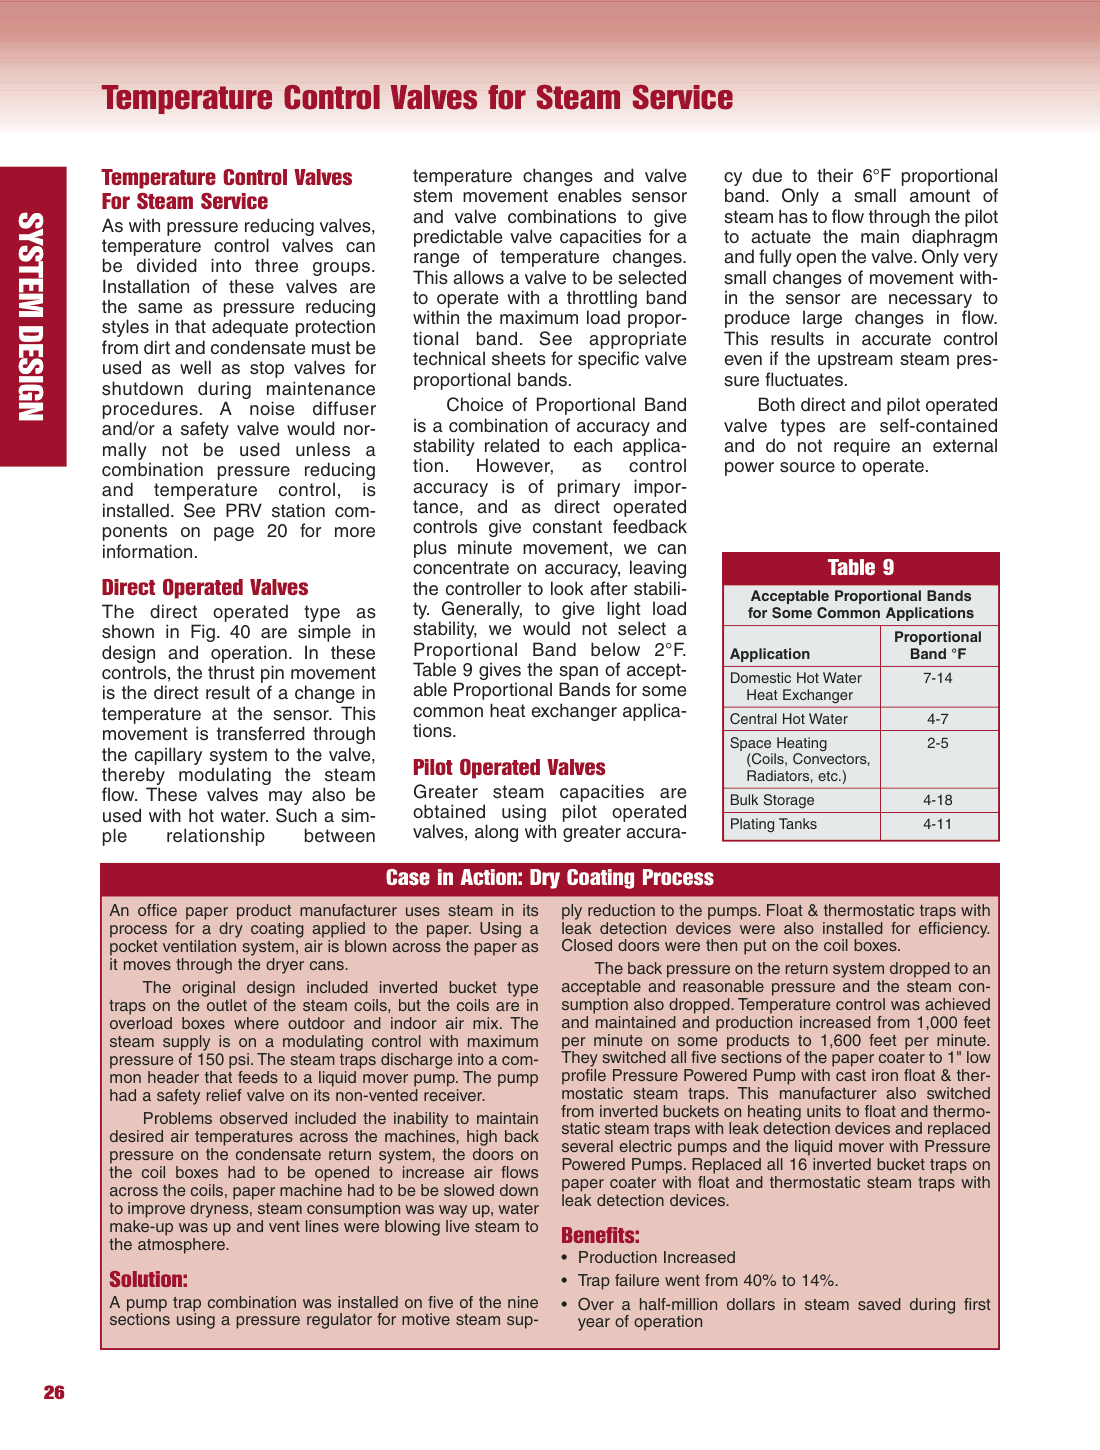 Temperature Control Valves for Steam Service
SYSTEM DESIGN
Temperature Control Valves
For Steam Service
As with pressure reducing valves,
temperature control valves can
be divided into three groups.
Installation of these valves are
the same as pressure reducing
styles in that adequate protection
from dirt and condensate must be
used as well as stop valves for
shutdown during maintenance
procedures. A noise diffuser
and/or a safety valve would nor-
mally not be used unless a
combination pressure reducing
and temperature control, is
installed. See PRV station com-
ponents on page 20 for more
information.
Direct Operated Valves
The direct operated type as
shown in Fig. 40 are simple in
design and operation. In these
controls, the thrust pin movement
is the direct result of a change in
temperature at the sensor. This
movement is transferred through
the capillary system to the valve,
thereby modulating the steam
flow. These valves may also be
used with hot water. Such a sim-
ple relationship between
temperature changes and valve
stem movement enables sensor
and valve combinations to give
predictable valve capacities for a
range of temperature changes.
This allows a valve to be selected
to operate with a throttling band
within the maximum load propor-
tional band. See appropriate
technical sheets for specific valve
proportional bands.
Choice of Proportional Band
is a combination of accuracy and
stability related to each applica-
tion. However, as control
accuracy is of primary impor-
tance, and as direct operated
controls give constant feedback
plus minute movement, we can
concentrate on accuracy, leaving
the controller to look after stabili-
ty. Generally, to give light load
stability, we would not select a
Proportional Band below 2°F.
Table 9 gives the span of accept-
able Proportional Bands for some
common heat exchanger applica-
tions.
Pilot Operated Valves
Greater steam capacities are
obtained using pilot operated
valves, along with greater accura-
cy due to their 6°F proportional
band. Only a small amount of
steam has to flow through the pilot
to actuate the main diaphragm
and fully open the valve. Only very
small changes of movement with-
in the sensor are necessary to
produce large changes in flow.
This results in accurate control
even if the upstream steam pres-
sure fluctuates.
Both direct and pilot operated
valve types are self-contained
and do not require an external
power source to operate.
Table 9
Acceptable Proportional Bands
for Some Common Applications
Proportional
Application Band °F
Domestic Hot Water 7-14
Heat Exchanger
Central Hot Water 4-7
Space Heating 2-5
(Coils, Convectors,
Radiators, etc.)
Bulk Storage 4-18
Plating Tanks 4-11
Case in Action: Dry Coating Process
An office paper product manufacturer uses steam in its
process for a dry coating applied to the paper. Using a
pocket ventilation system, air is blown across the paper as
it moves through the dryer cans.
The original design included inverted bucket type
traps on the outlet of the steam coils, but the coils are in
overload boxes where outdoor and indoor air mix. The
steam supply is on a modulating control with maximum
pressure of 150 psi. The steam traps discharge into a com-
mon header that feeds to a liquid mover pump. The pump
had a safety relief valve on its non-vented receiver.
Problems observed included the inability to maintain
desired air temperatures across the machines, high back
pressure on the condensate return system, the doors on
the coil boxes had to be opened to increase air flows
across the coils, paper machine had to be be slowed down
to improve dryness, steam consumption was way up, water
make-up was up and vent lines were blowing live steam to
the atmosphere.
Solution:
A pump trap combination was installed on five of the nine
sections using a pressure regulator for motive steam sup-
ply reduction to the pumps. Float & thermostatic traps with
leak detection devices were also installed for efficiency.
Closed doors were then put on the coil boxes.
The back pressure on the return system dropped to an
acceptable and reasonable pressure and the steam con-
sumption also dropped. Temperature control was achieved
and maintained and production increased from 1,000 feet
per minute on some products to 1,600 feet per minute.
They switched all five sections of the paper coater to 1" low
profile Pressure Powered Pump with cast iron float & ther-
mostatic steam traps. This manufacturer also switched
from inverted buckets on heating units to float and thermo-
static steam traps with leak detection devices and replaced
several electric pumps and the liquid mover with Pressure
Powered Pumps. Replaced all 16 inverted bucket traps on
paper coater with float and thermostatic steam traps with
leak detection devices.
Benefits:
• Production Increased
• Trap failure went from 40% to 14%.
• Over a half-million dollars in steam saved during first
year of operation
26